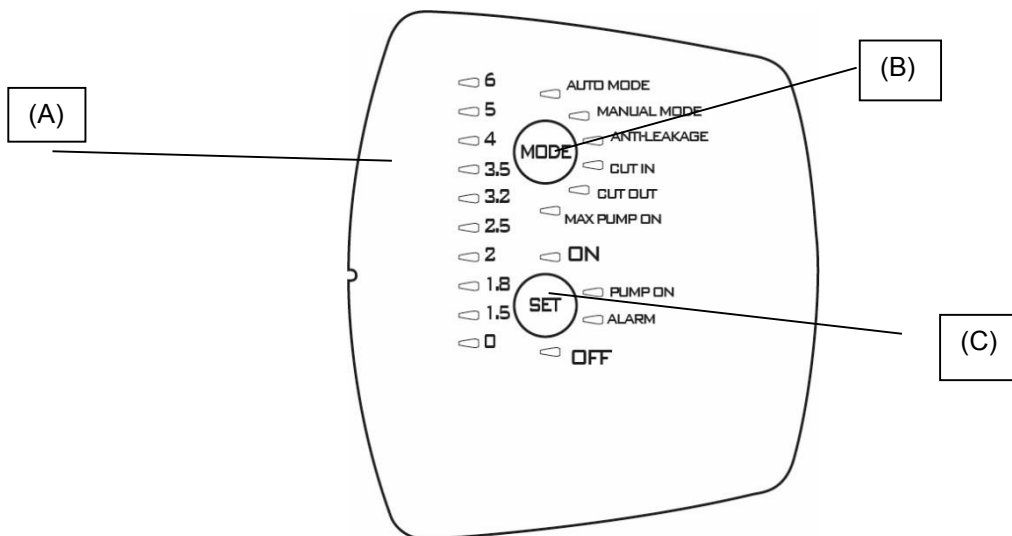 (A)
(B)
(C)
6
5
4
3.5
3.2
2.5
2
1.8
1.5
0
AUTO MODE
MANUAL MODE
ANTI-LEAKAGE
MODE
CUT IN
CUT OUT
MAX PUMP ON
ON
PUMP ON
SET
ALARM
OFF